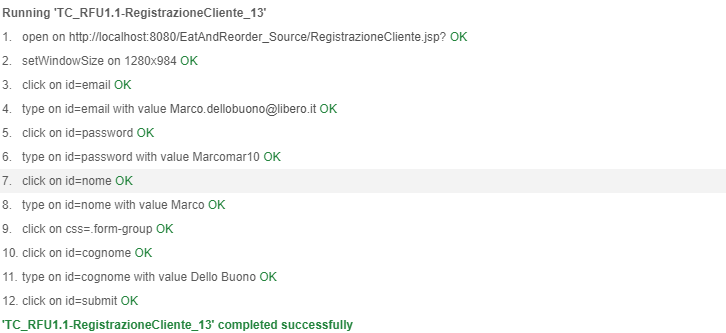 Running 'TC_RFU1.1-RegistrazioneCliente_13'
1. open on http://localhost:8080/EatAndReorder_Source/RegistrazioneCliente.jsp? OK
2. setWindowSize on 1280x984 OK
3. click on id=email OK
4. type on id=email with value Marco.dellobuono@libero.it OK
5. click on id=password OK
6. type on id=password with value Marcomar10 OK
7. click on id=nome OK
8. type on id=nome with value Marco OK
9. click on css=.form-group OK
10. click on id=cognome OK
11. type on id=cognome with value Dello Buono OK
12. click on id=submit OK
'TC_RFU1.1-RegistrazioneCliente_13' completed successfully